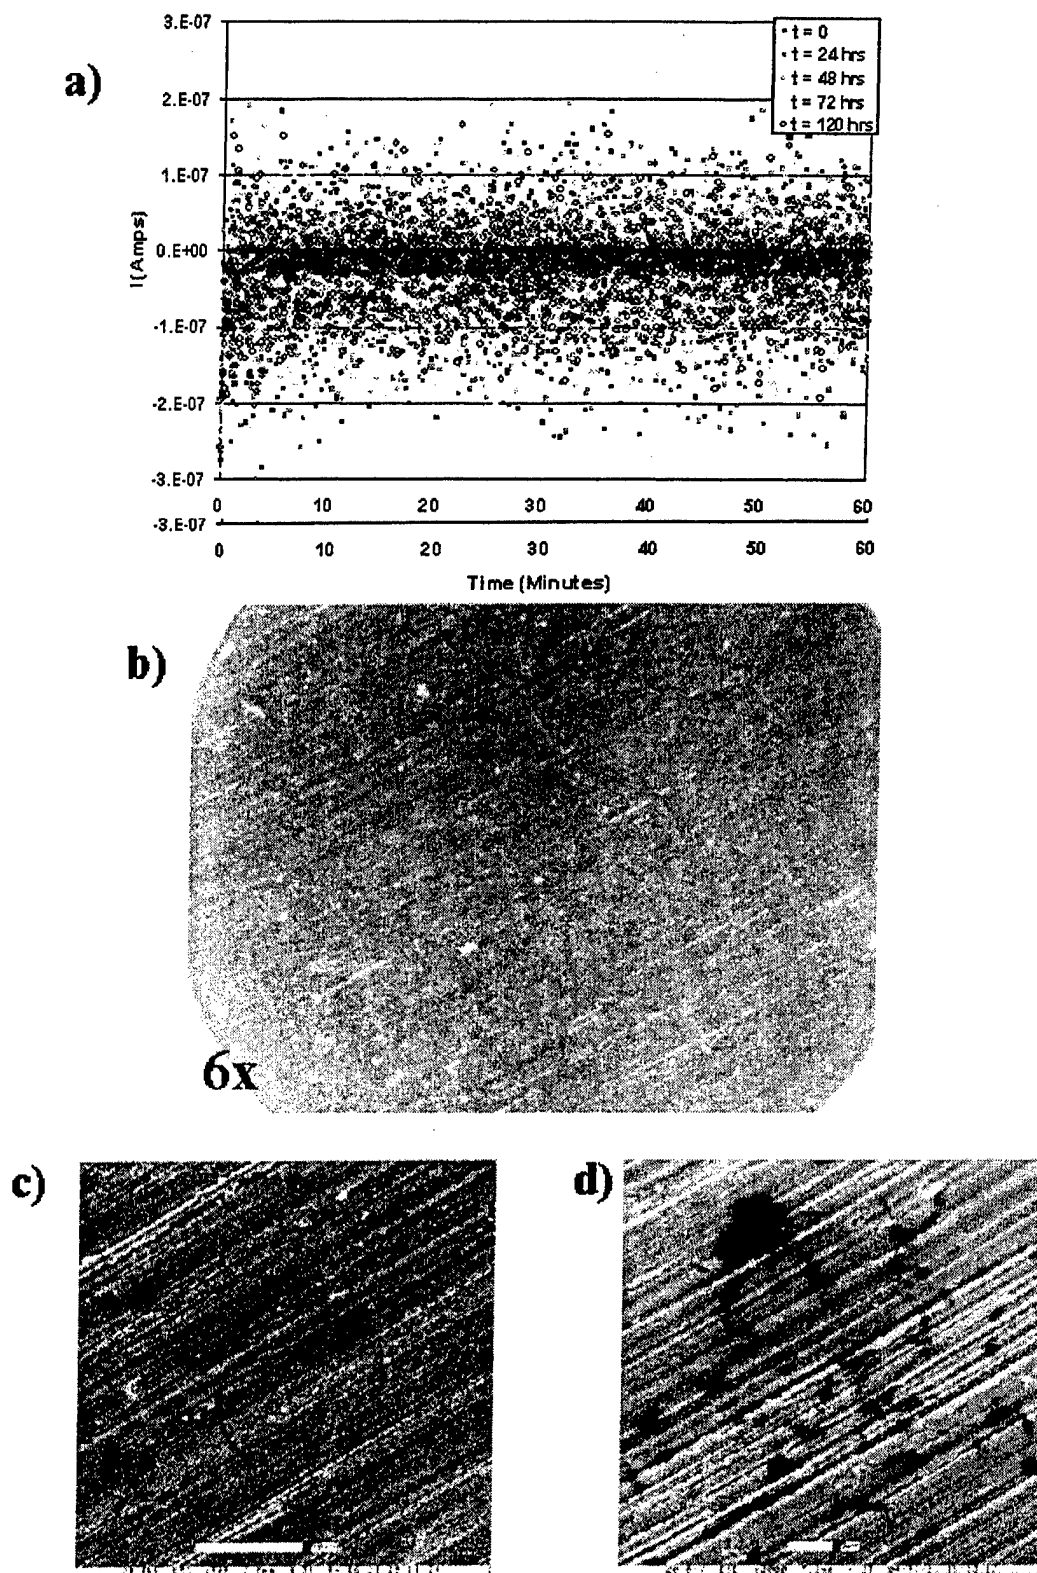 a)
3.E-07
2.E-07
1.E-07
0.E+00
-1.E-07
-2.E-07
-3.E-07
-3.E-07
I (Amps)
t = 0
t = 24 hrs
t = 48 hrs
t = 72 hrs
t = 120 hrs
0 10 20 30 40 50 60
0 10 20 30 40 50 60
Time (Minutes)
b)
6x
c)
d)